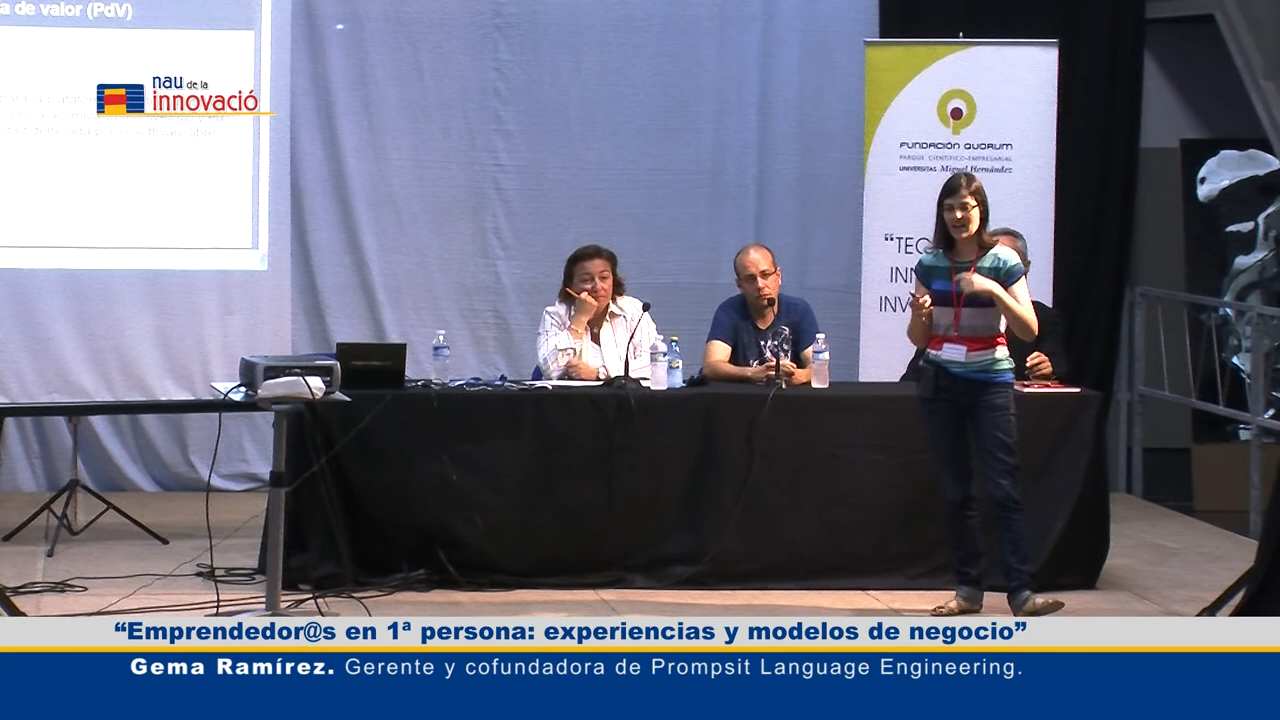 a de valor (PdV)
nau de la
innovació
FUNDACIÓN QUORUM
PARQUE CIENTÍFICO-EMPRESARIAL
UNIVERSITAS Miguel Hernández
“TEC
INN
INV
“Emprendedor@s en 1ª persona: experiencias y modelos de negocio”
Gema Ramírez. Gerente y cofundadora de Prompsit Language Engineering.